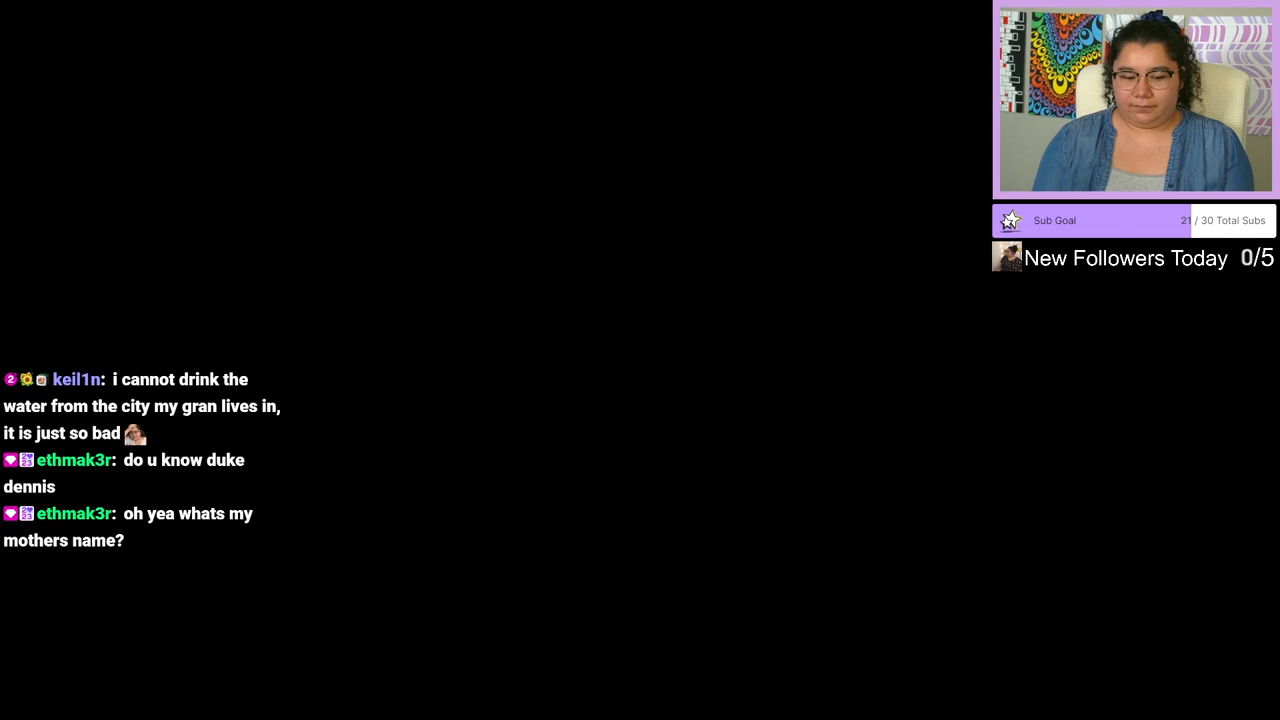 Sub Goal 21 / 30 Total Subs
New Followers Today 0/5
2 keil1n: i cannot drink the
water from the city my gran lives in,
it is just so bad
ethmak3r: do u know duke
dennis
ethmak3r: oh yea whats my
mothers name?